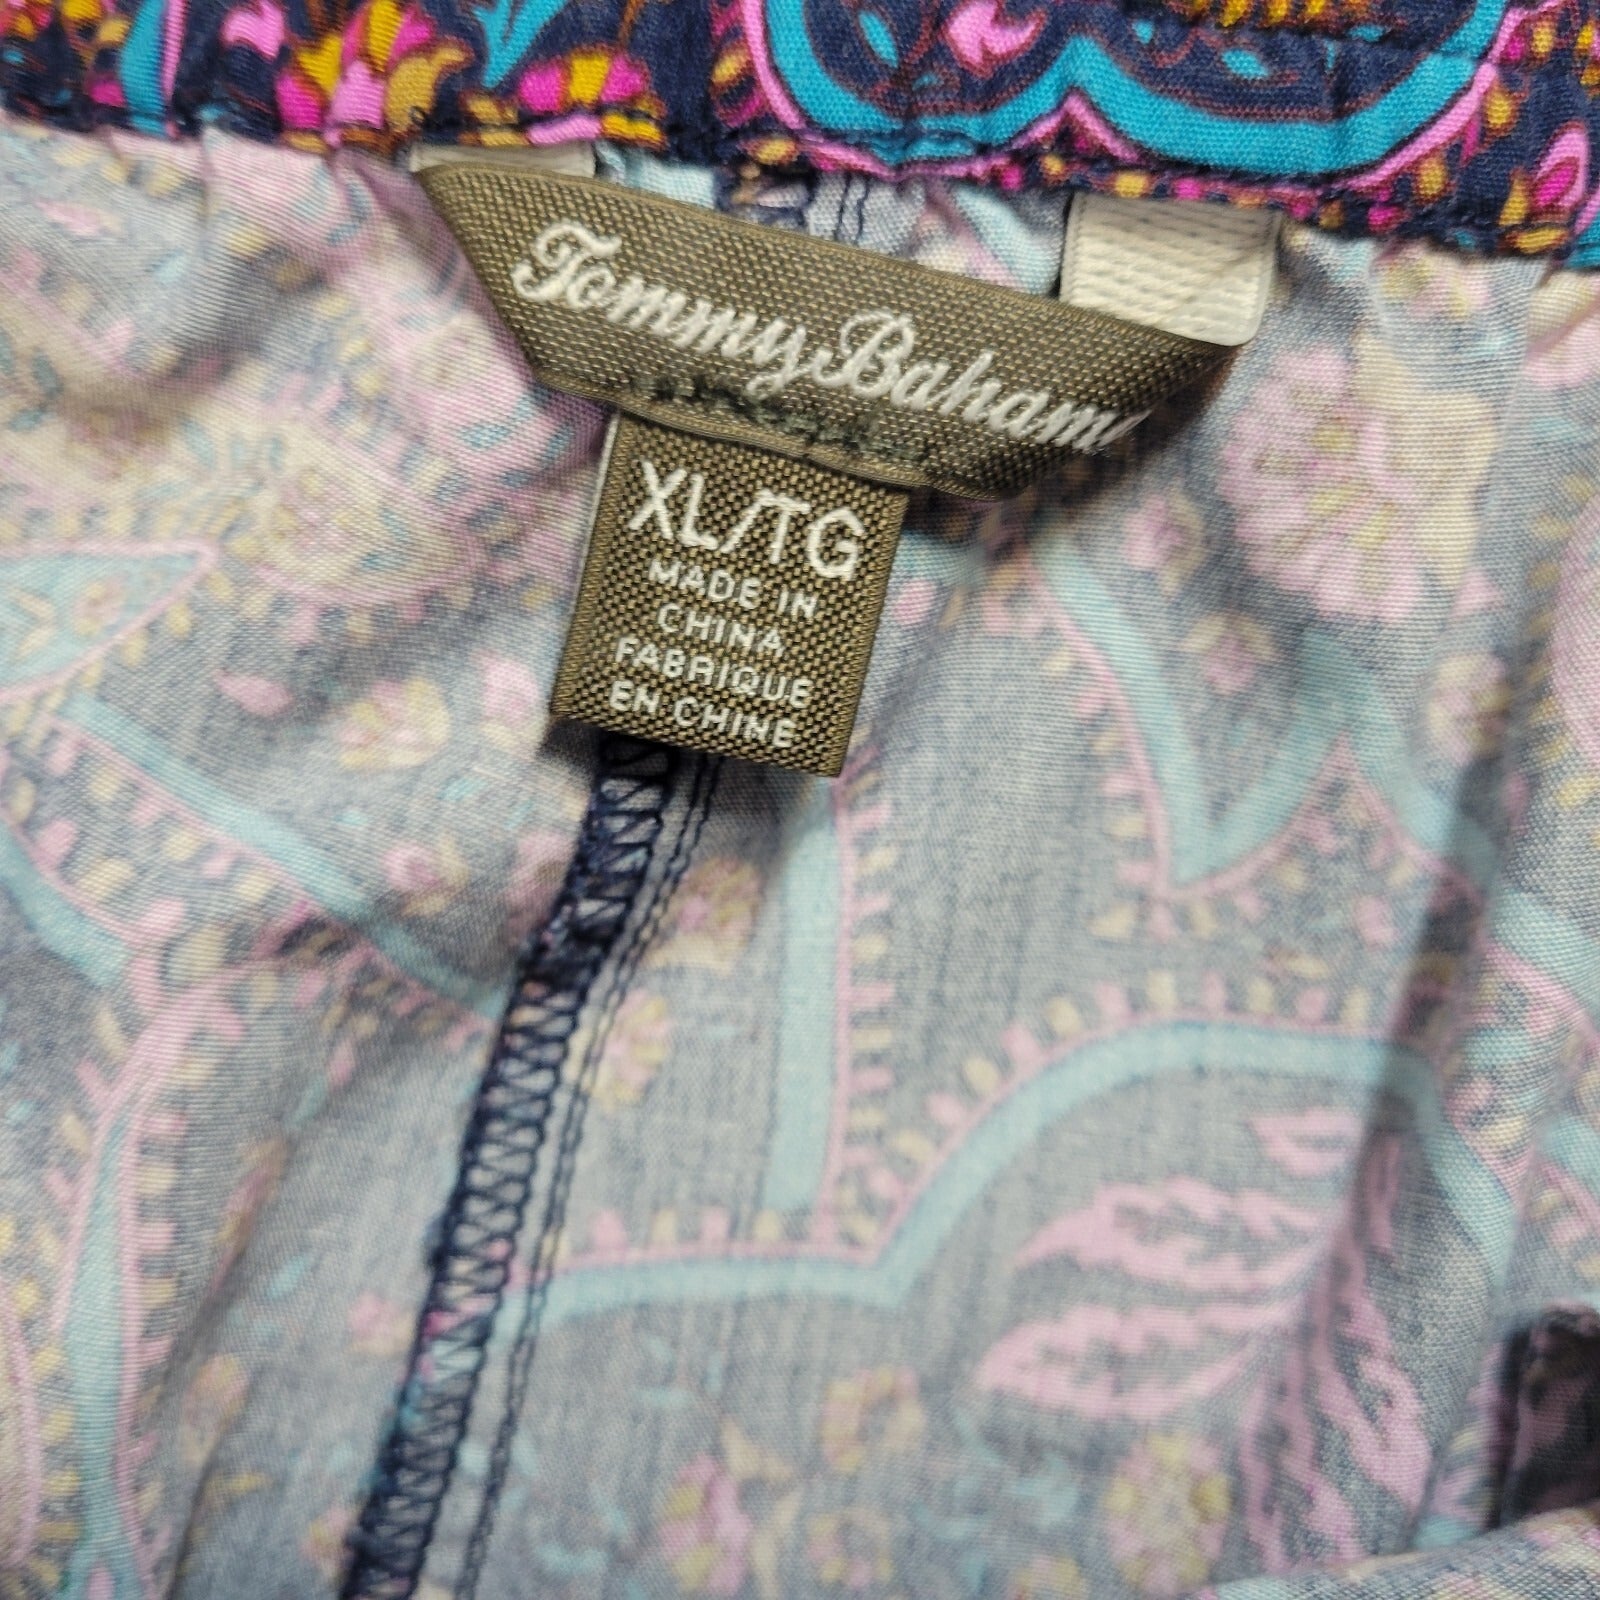 Tommy Bahama
XL/TG
MADE IN
CHINA
FABRIQUE
EN CHINE